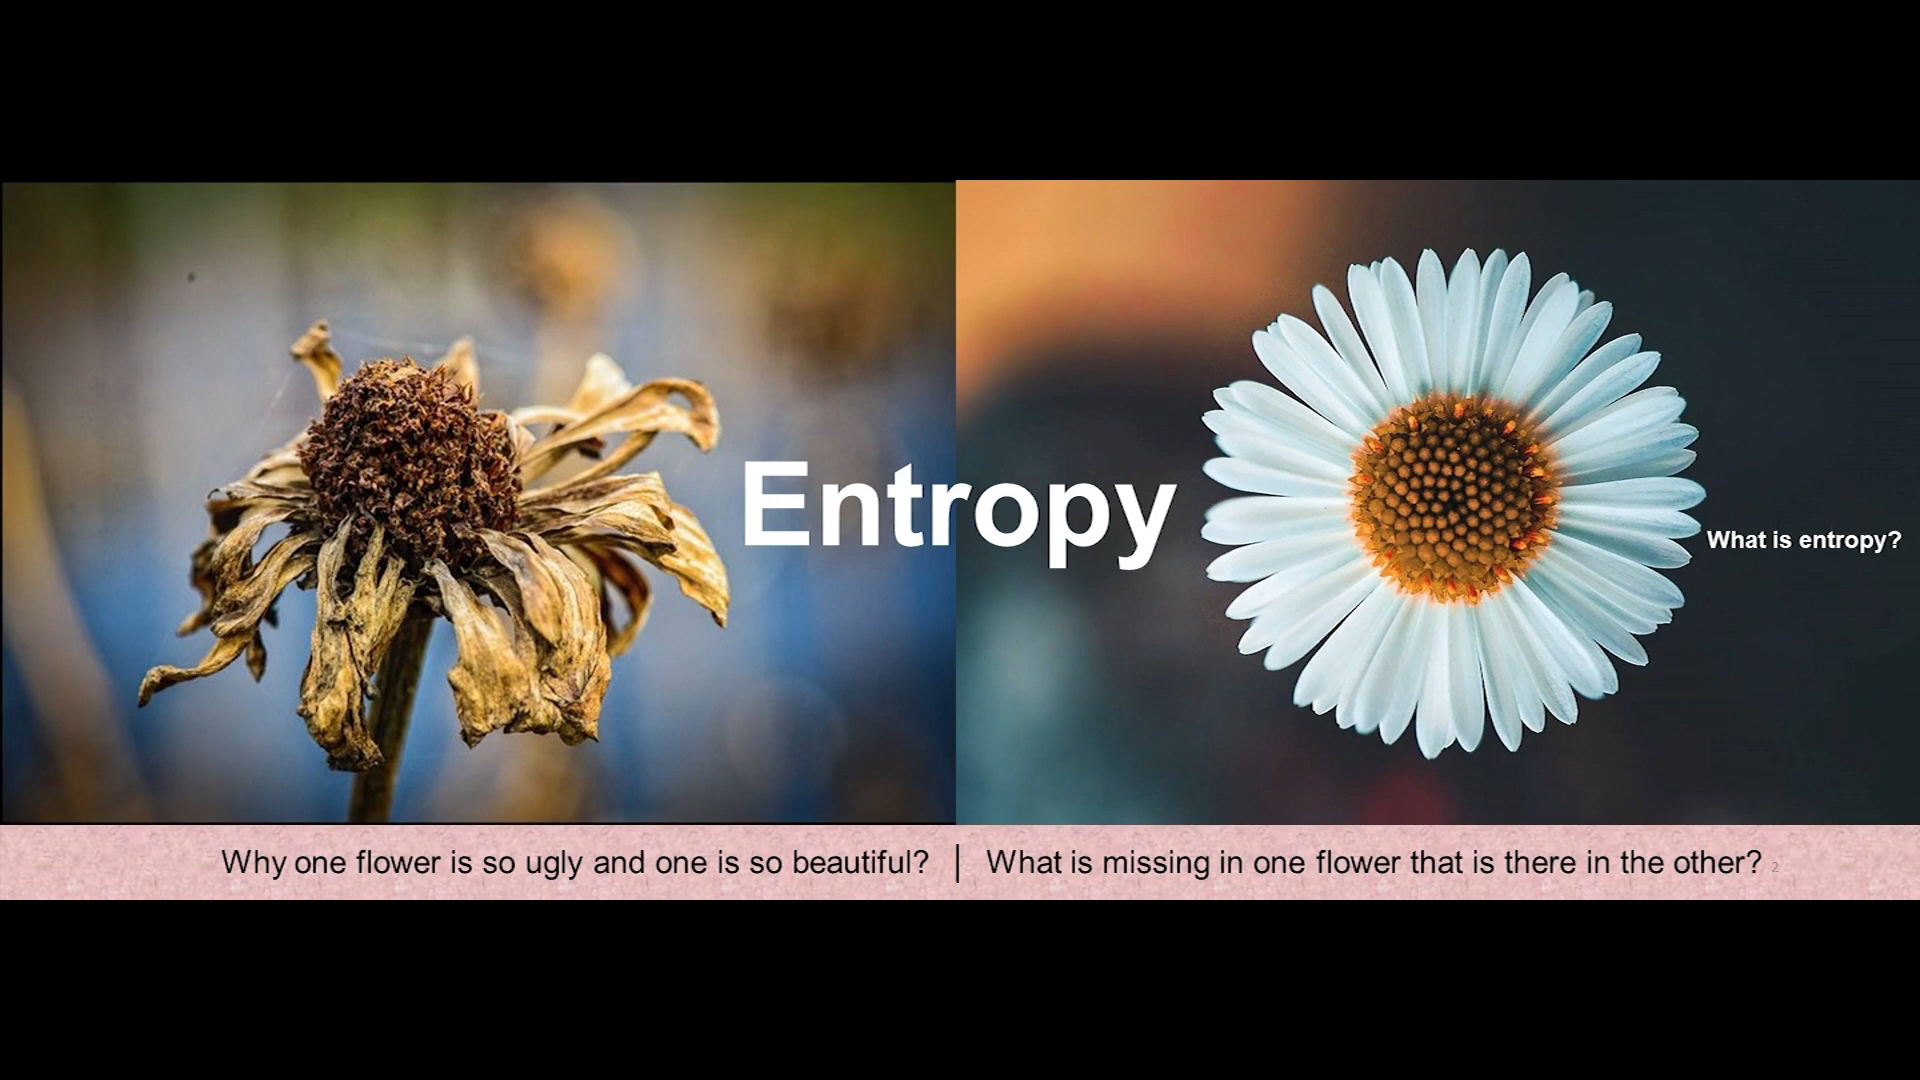 Entropy
What is entropy?
Why one flower is so ugly and one is so beautiful? | What is missing in one flower that is there in the other? 2